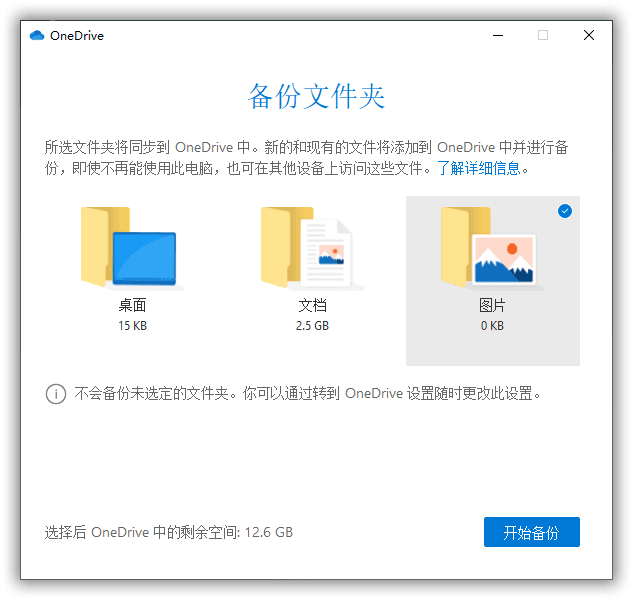 OneDrive
备份文件夹
所选文件夹将同步到 OneDrive 中。新的和现有的文件将添加到 OneDrive 中并进行备
份，即使不再能使用此电脑，也可在其他设备上访问这些文件。了解详细信息。
桌面
15 KB
文档
2.5 GB
图片
0 KB
不会备份未选定的文件夹。你可以通过转到 OneDrive 设置随时更改此设置。
选择后 OneDrive 中的剩余空间: 12.6 GB
开始备份